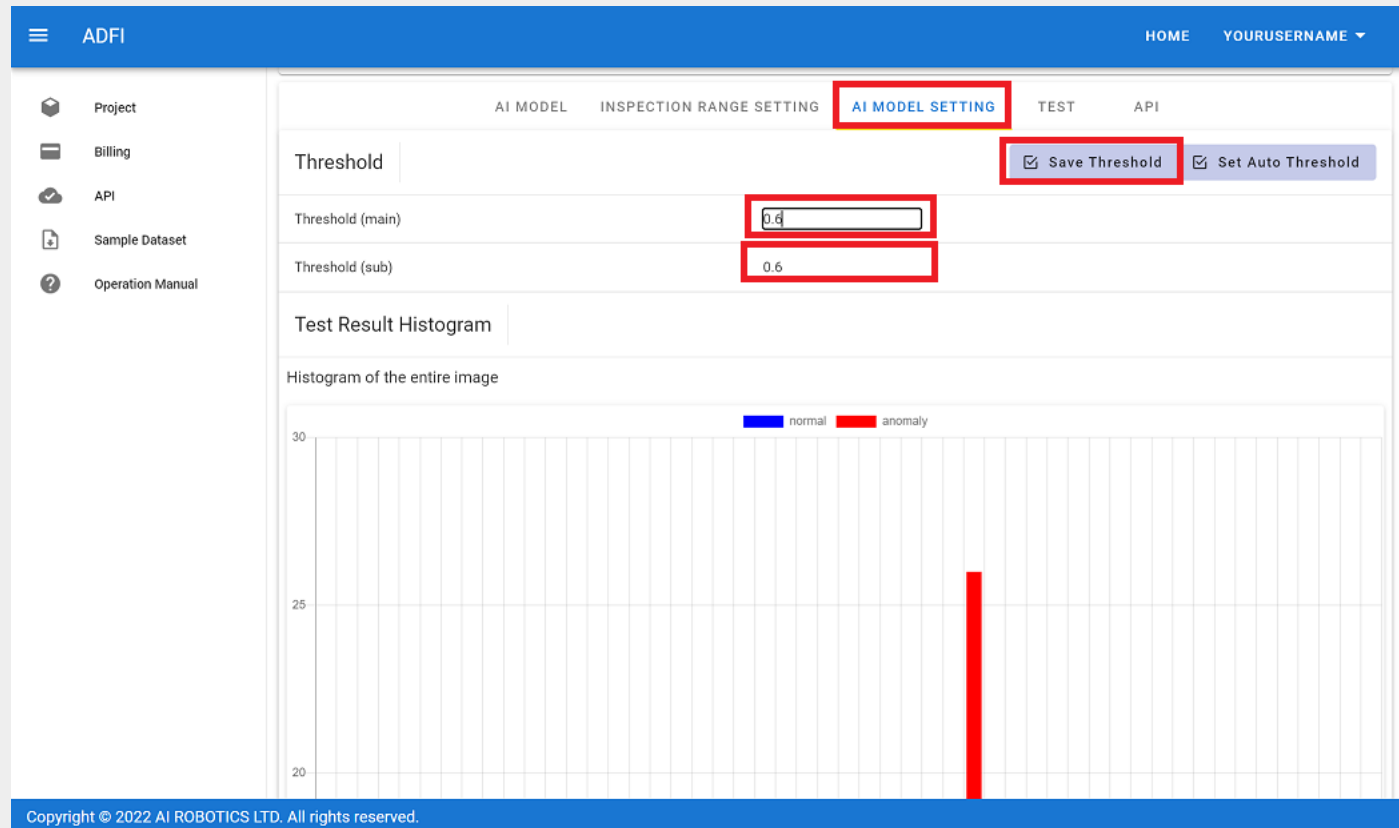 ADFI HOME YOURUSERNAME
Project
Billing
API
Sample Dataset
Operation Manual
AI MODEL INSPECTION RANGE SETTING AI MODEL SETTING TEST API
Threshold Save Threshold Set Auto Threshold
Threshold (main) 0.6
Threshold (sub) 0.6
Test Result Histogram
Histogram of the entire image
normal anomaly
30
25
20
Copyright © 2022 AI ROBOTICS LTD. All rights reserved.